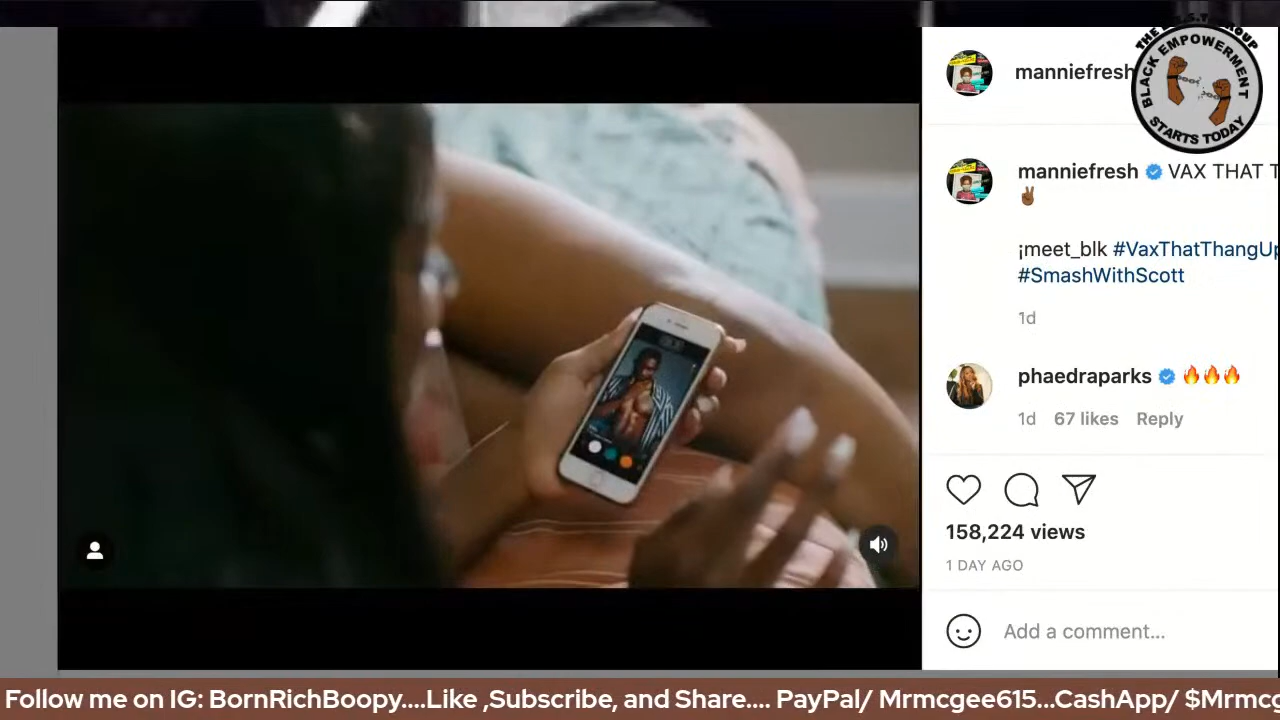 manniefresh
THE B.E.S.T. GROUP
BLACK EMPOWERMENT
STARTS TODAY
manniefresh VAX THAT T
✌🏾
¡meet_blk #VaxThatThangUp
#SmashWithScott
1d
phaedraparks 🔥🔥🔥
1d 67 likes Reply
158,224 views
1 DAY AGO
Add a comment...
Follow me on IG: BornRichBoopy....Like ,Subscribe, and Share.... PayPal/ Mrmcgee615...CashApp/ $Mrmcg